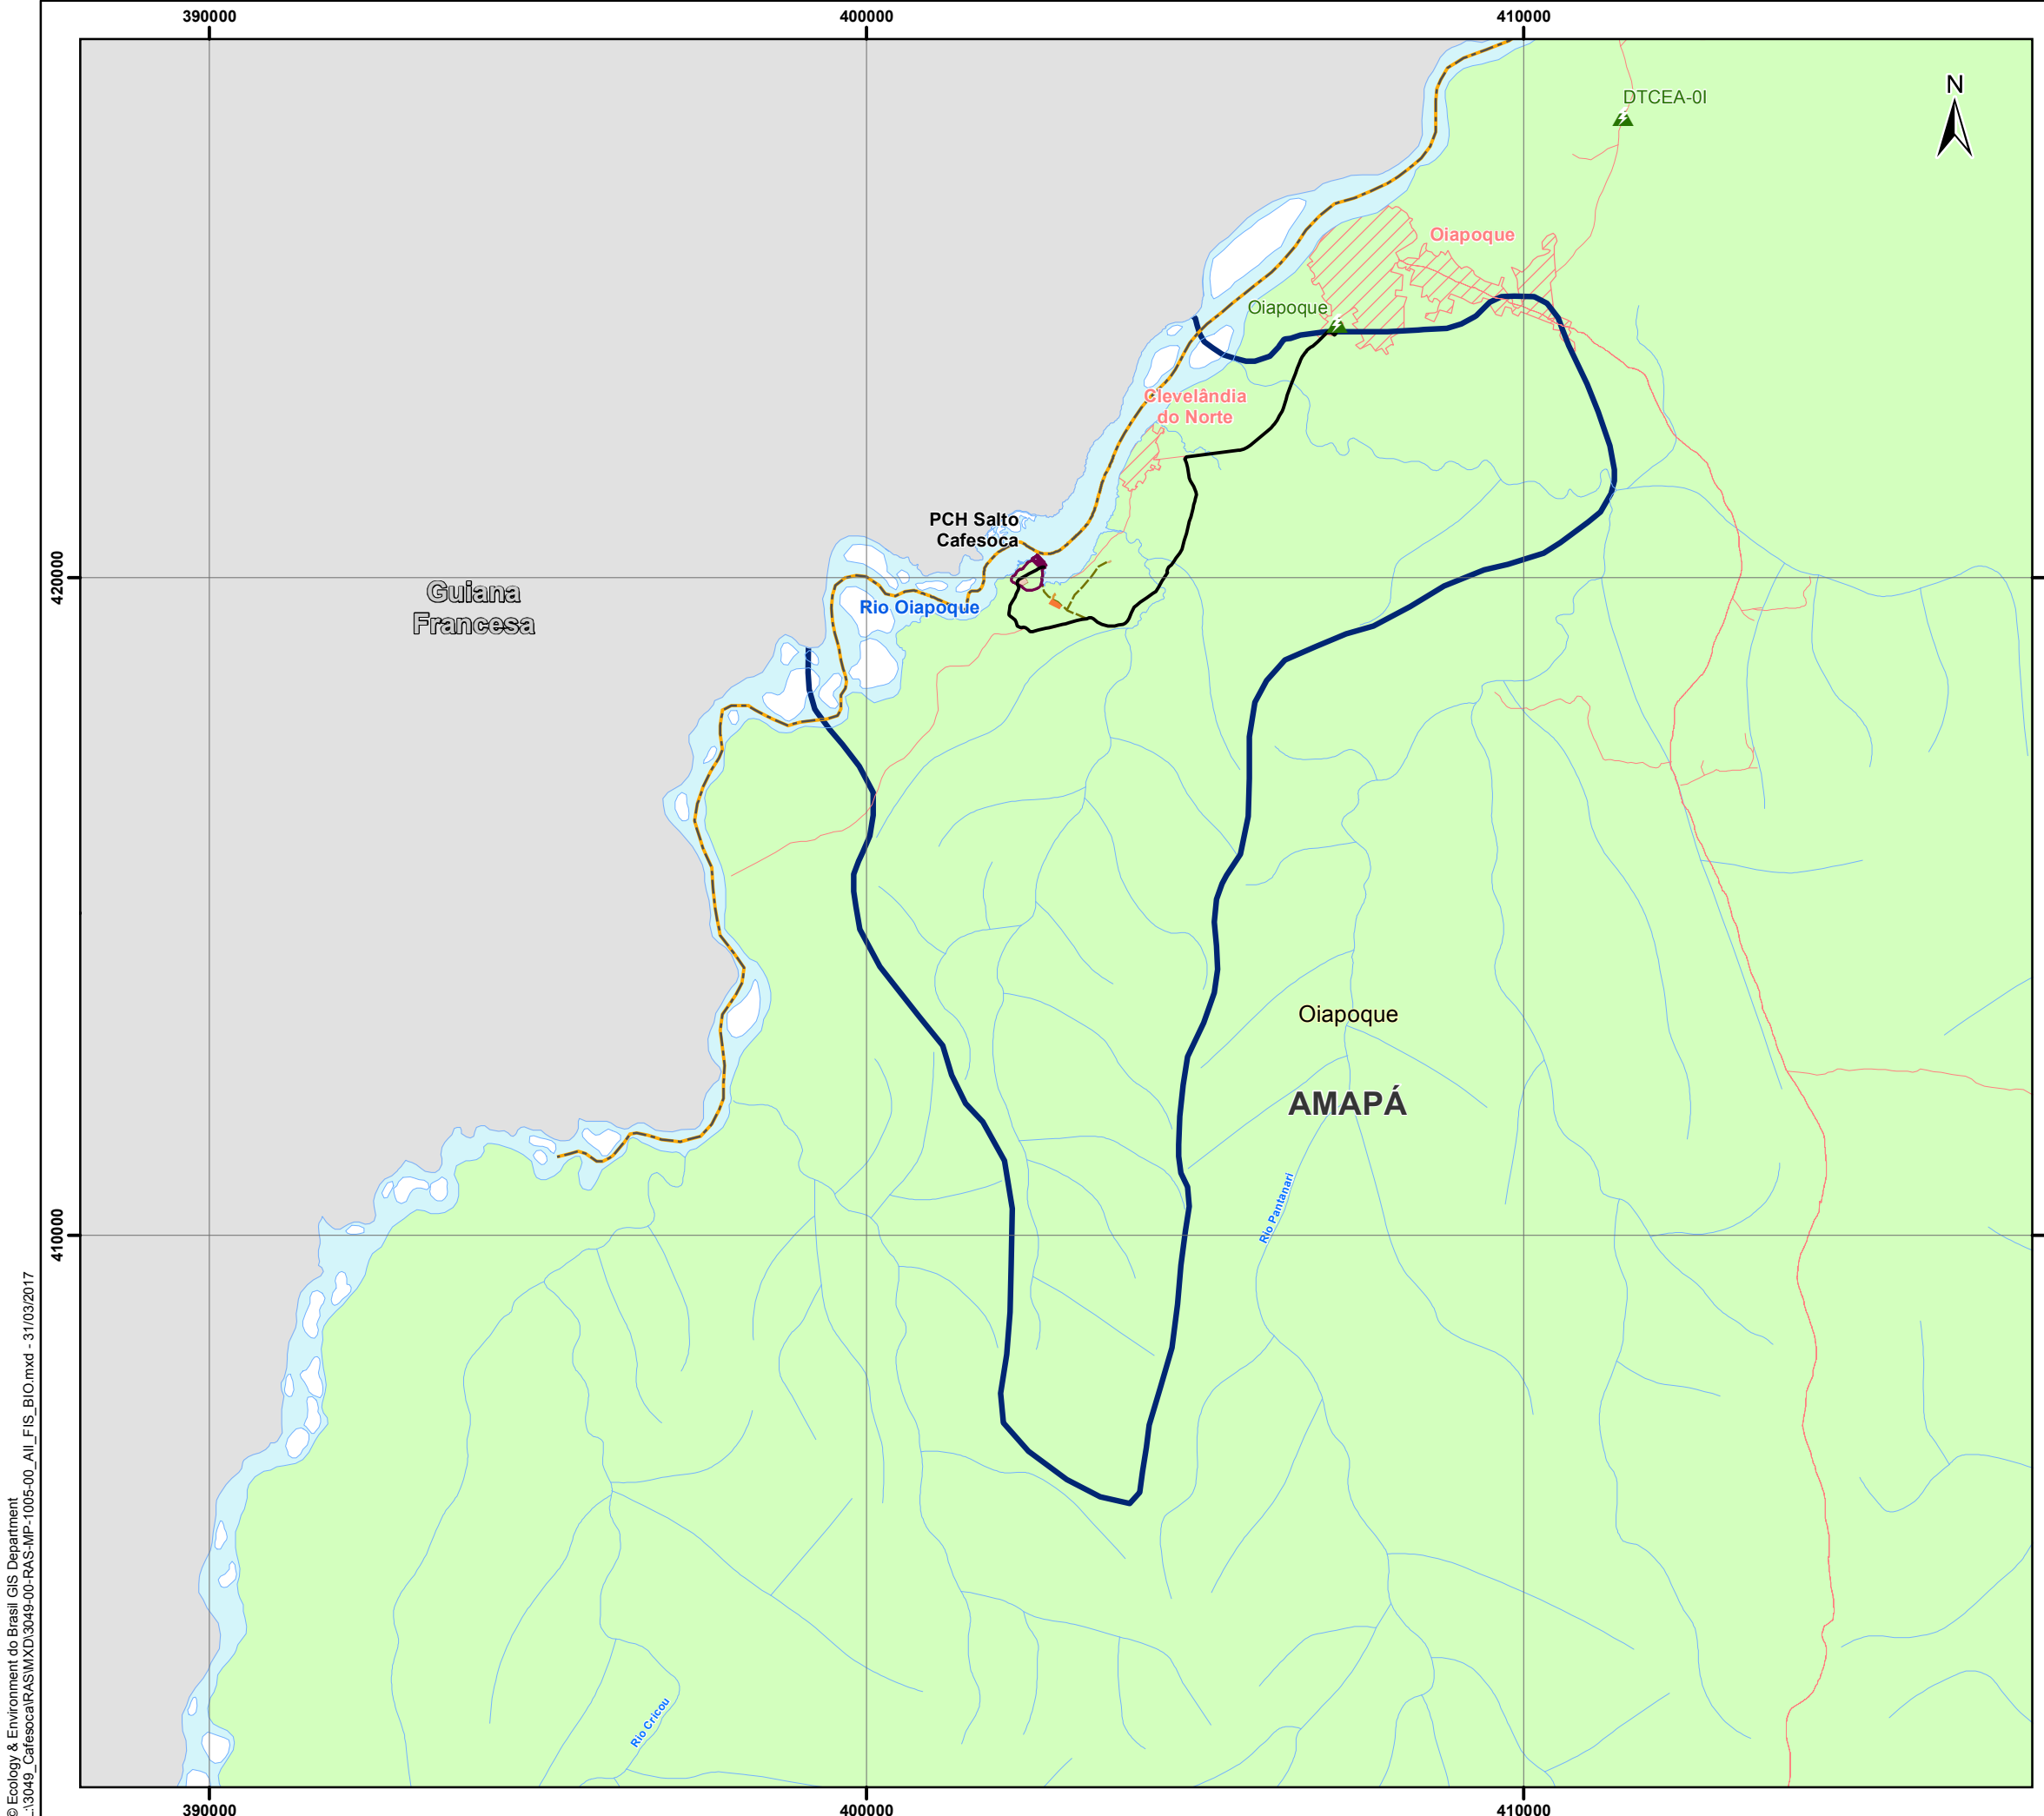 390000
400000
410000
N
DTCEA-0I
Oiapoque
Oiapoque
Clevelândia
do Norte
PCH Salto
Cafesoca
420000
Guiana
Francesa
Rio Oiapoque
Oiapoque
AMAPÁ
Rio Pantanari
410000
Rio Cricou
© Ecology & Environment do Brasil GIS Department
L:\3049_Cafesoca\RAS\MXD\3049-00-RAS-MP-1005-00_AII_FIS_BIO.mxd - 31/03/2017
390000
400000
410000